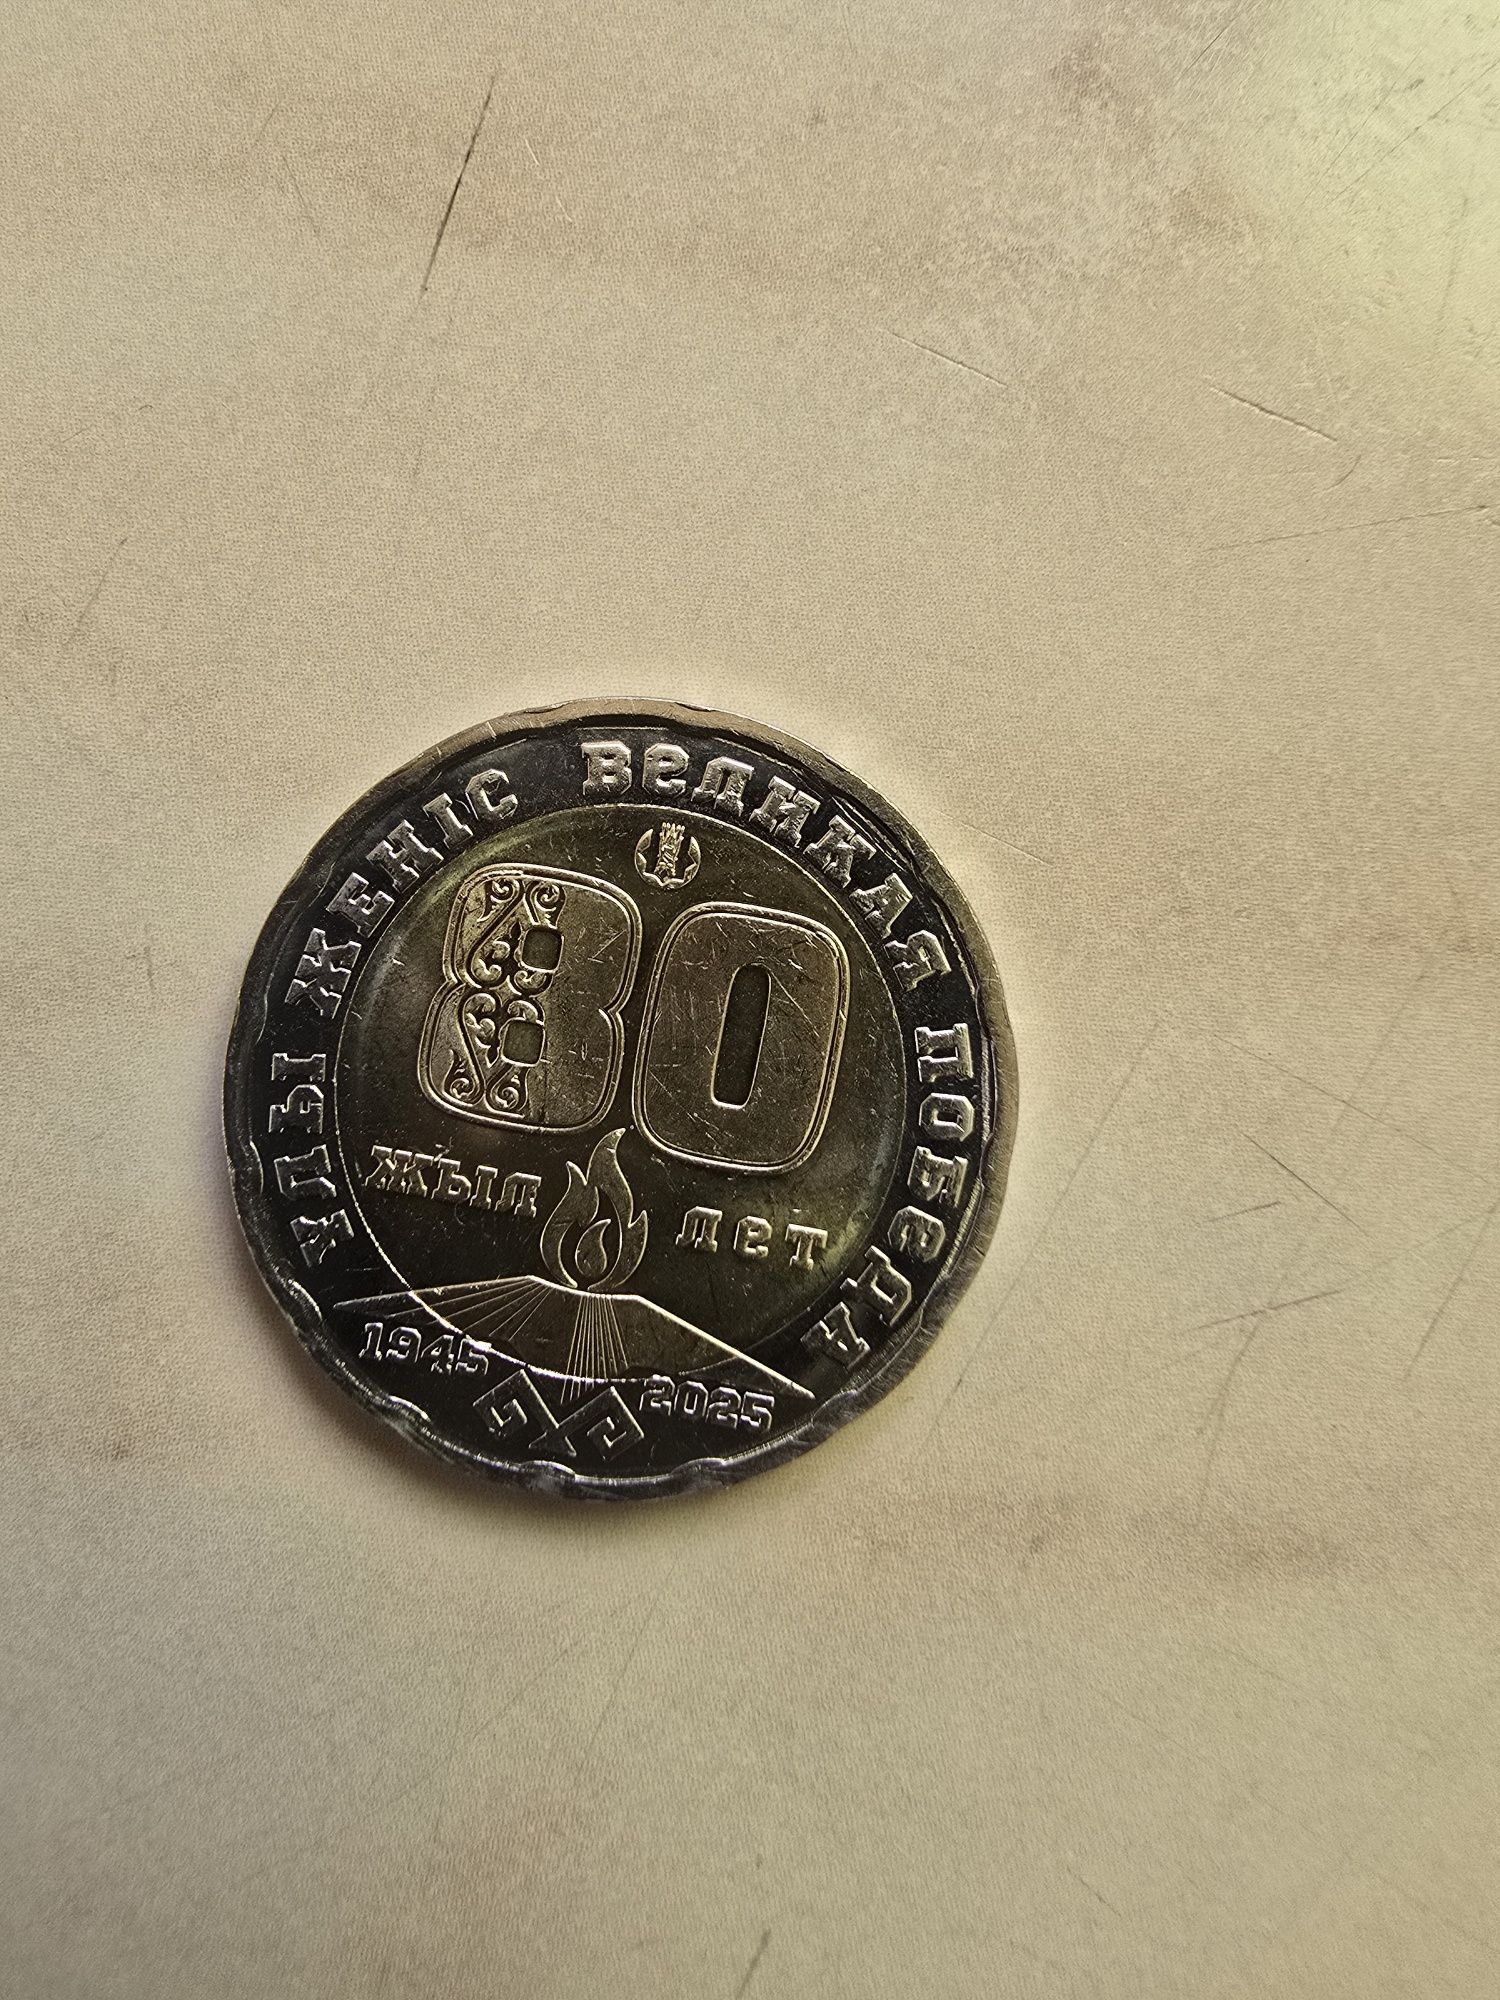 ҰЛЫ ЖЕҢІС ВЕЛИКАЯ ПОБЕДА
80
ЖЫЛ ЛЕТ
1945 2025